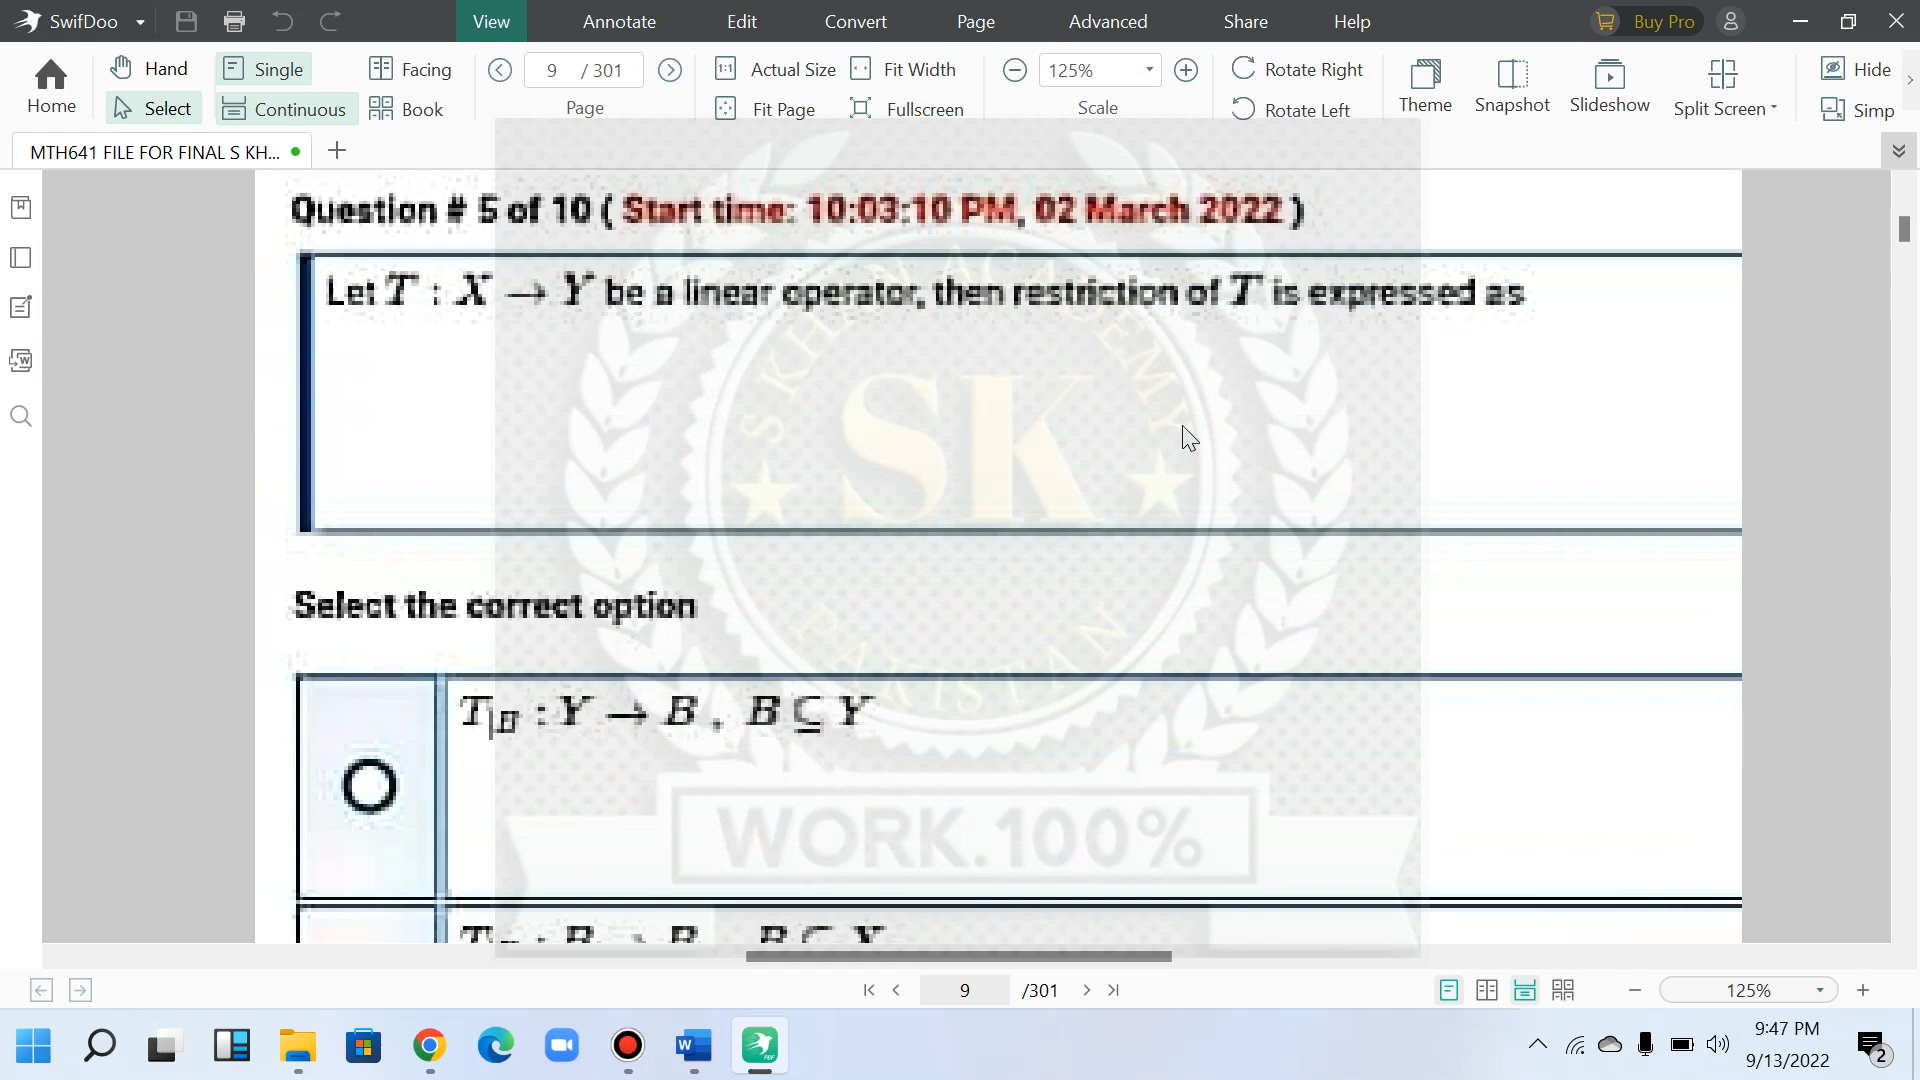 SwifDoo View Annotate Edit Convert Page Advanced Share Help Buy Pro
Hand Single Facing 9 / 301 Actual Size Fit Width 125% Rotate Right Hide
Home Select Continuous Book Page Fit Page Fullscreen Scale Rotate Left Theme Snapshot Slideshow Split Screen Simp
MTH641 FILE FOR FINAL S KH...
Question # 5 of 10 ( Start time: 10:03:10 PM, 02 March 2022 )
Let T : X → Y be a linear operator, then restriction of T is expressed as
S KHAN ACADEMY
SK
PAKISTAN
Select the correct option
T|B : Y → B , B ⊆ Y
WORK.100%
9 /301 125%
9:47 PM
9/13/2022
2